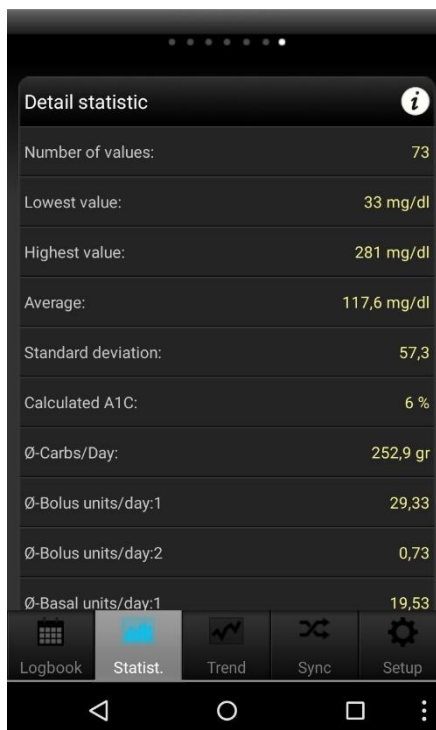 Detail statistic
Number of values: 73
Lowest value: 33 mg/dl
Highest value: 281 mg/dl
Average: 117,6 mg/dl
Standard deviation: 57,3
Calculated A1C: 6 %
Ø-Carbs/Day: 252,9 gr
Ø-Bolus units/day:1 29,33
Ø-Bolus units/day:2 0,73
Ø-Basal units/day:1 19,53
Logbook Statist. Trend Sync Setup